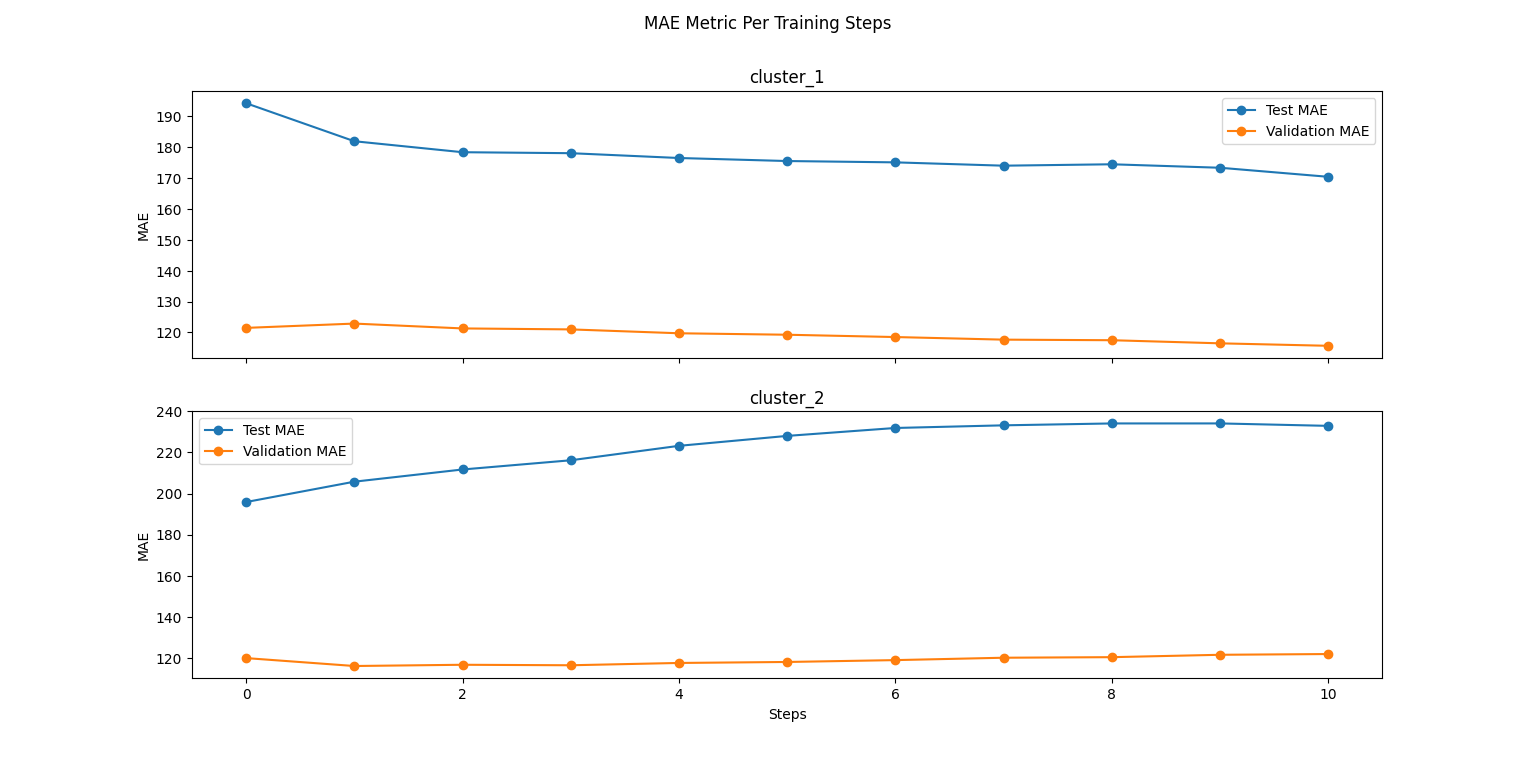 MAE Metric Per Training Steps
cluster_1
190
180
170
160
150
140
130
120
MAE
Test MAE
Validation MAE
cluster_2
240
220
200
180
160
140
120
MAE
Test MAE
Validation MAE
0 2 4 6 8 10
Steps